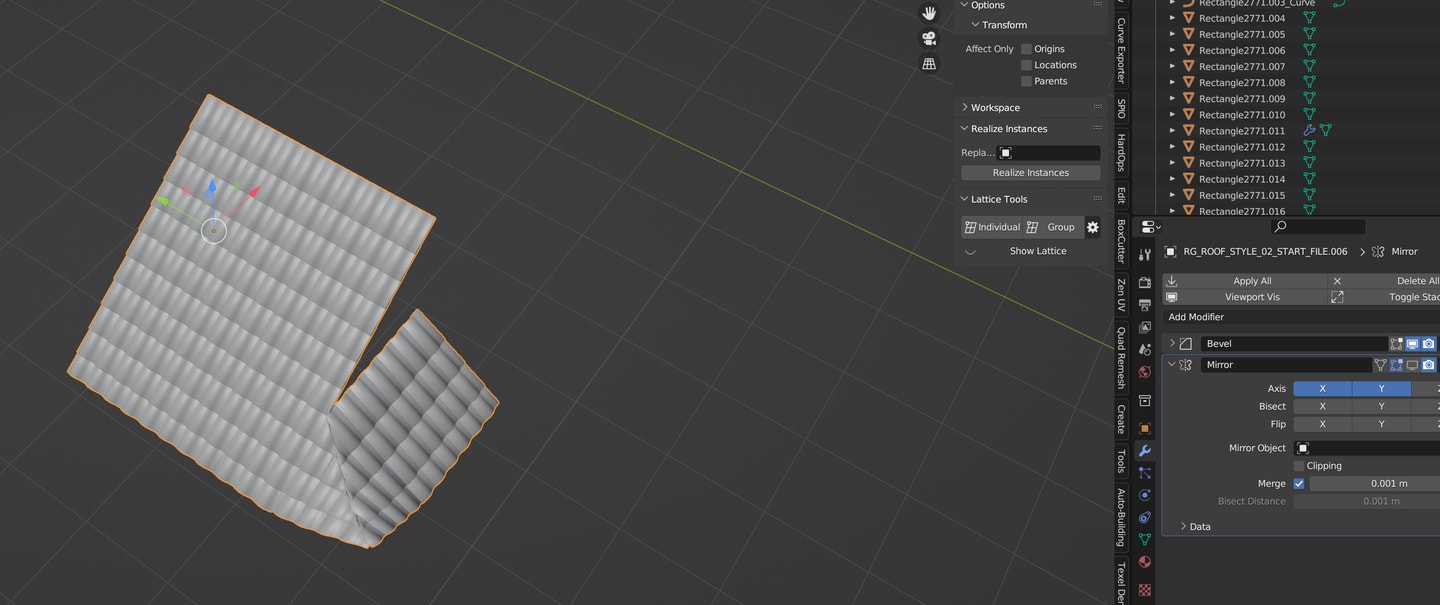 Options
Transform
Affect Only Origins
Locations
Parents
Workspace
Realize Instances
Repla...
Realize Instances
Lattice Tools
Individual Group
Show Lattice
Curve Exporter
SPIO
HardOps
Edit
BoxCutter
Zen UV
Quad Remesh
Create
Tools
Auto-Building
Texel Der
Rectangle2771.003_Curve
Rectangle2771.004
Rectangle2771.005
Rectangle2771.006
Rectangle2771.007
Rectangle2771.008
Rectangle2771.009
Rectangle2771.010
Rectangle2771.011
Rectangle2771.012
Rectangle2771.013
Rectangle2771.014
Rectangle2771.015
Rectangle2771.016
RG_ROOF_STYLE_02_START_FILE.006 Mirror
Apply All Delete All
Viewport Vis Toggle Stac
Add Modifier
Bevel
Mirror
Axis X Y
Bisect X Y
Flip X Y
Mirror Object
Clipping
Merge 0.001 m
Bisect Distance 0.001 m
Data